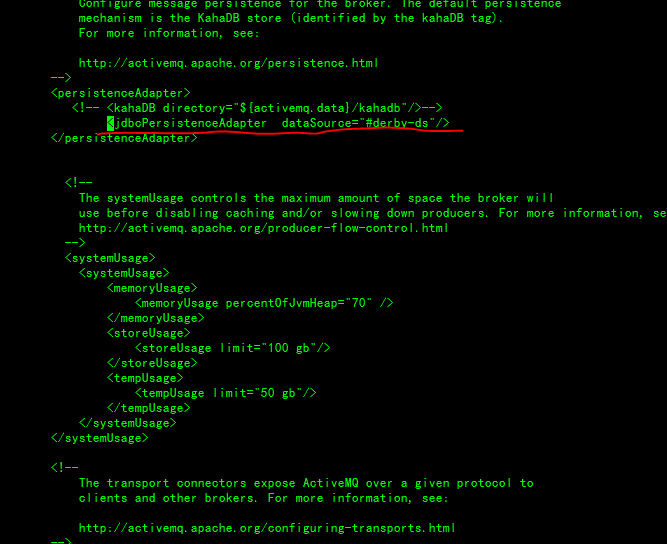 Configure message persistence for the broker. The default persistence
mechanism is the KahaDB store (identified by the kahaDB tag).
For more information, see:
http://activemq.apache.org/persistence.html
-->
<persistenceAdapter>
<!-- <kahaDB directory="${activemq.data}/kahadb"/>-->
<jdbcPersistenceAdapter dataSource="#derby-ds"/>
</persistenceAdapter>
<!--
The systemUsage controls the maximum amount of space the broker will
use before disabling caching and/or slowing down producers. For more information, se
http://activemq.apache.org/producer-flow-control.html
-->
<systemUsage>
<systemUsage>
<memoryUsage>
<memoryUsage percentOfJvmHeap="70" />
</memoryUsage>
<storeUsage>
<storeUsage limit="100 gb"/>
</storeUsage>
<tempUsage>
<tempUsage limit="50 gb"/>
</tempUsage>
</systemUsage>
</systemUsage>
<!--
The transport connectors expose ActiveMQ over a given protocol to
clients and other brokers. For more information, see:
http://activemq.apache.org/configuring-transports.html
-->